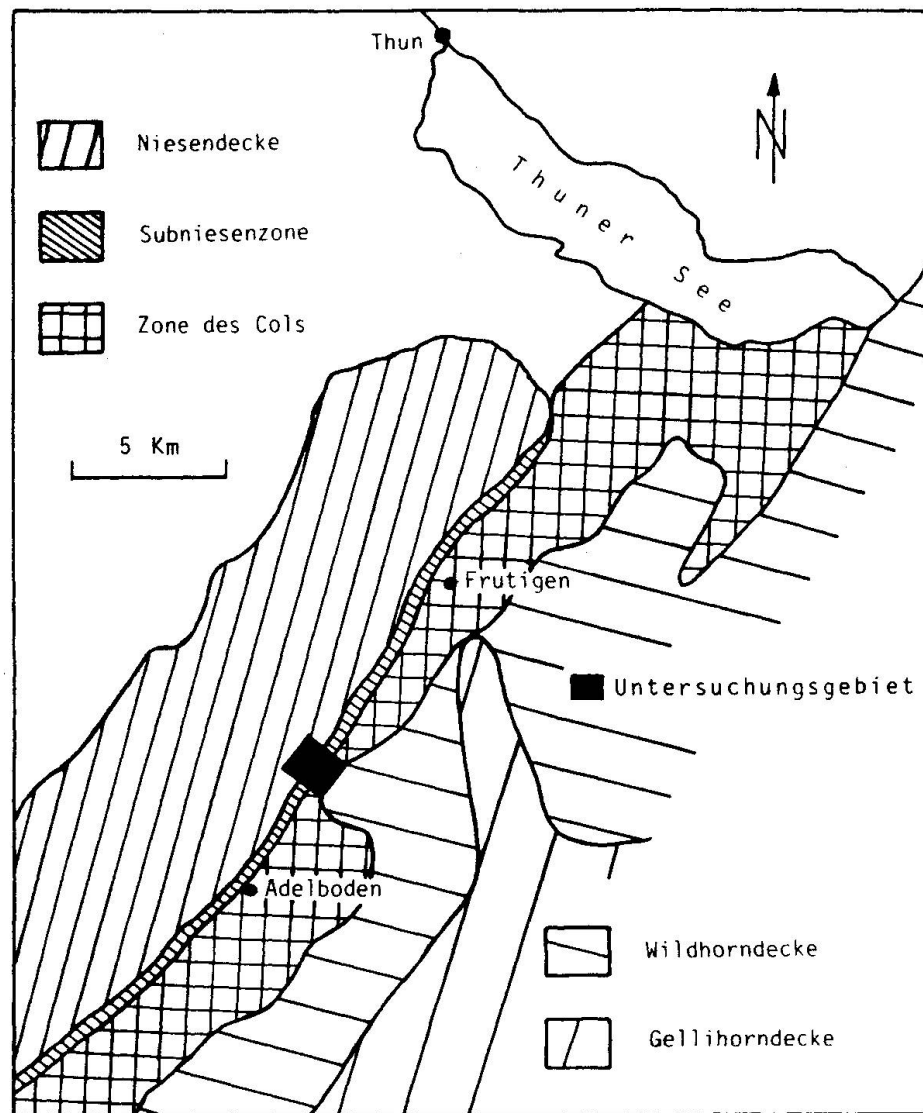 Thun
N
Niesendecke
Subniesenzone
Zone des Cols
Thuner See
5 Km
Frutigen
Untersuchungsgebiet
Adelboden
Wildhorndecke
Gellihorndecke